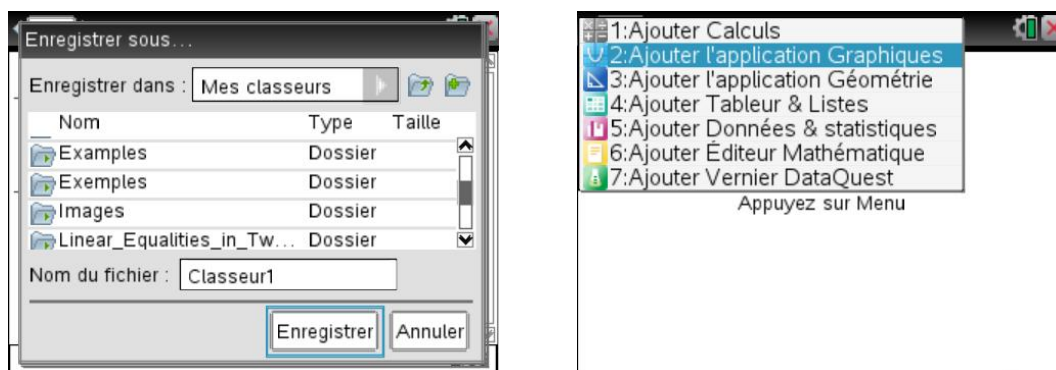 Enregistrer sous...
Enregistrer dans : Mes classeurs
Nom Type Taille
Examples Dossier
Exemples Dossier
Images Dossier
Linear_Equalities_in_Tw... Dossier
Nom du fichier : Classeur1
Enregistrer Annuler
1:Ajouter Calculs
2:Ajouter l'application Graphiques
3:Ajouter l'application Géométrie
4:Ajouter Tableur & Listes
5:Ajouter Données & statistiques
6:Ajouter Éditeur Mathématique
7:Ajouter Vernier DataQuest
Appuyez sur Menu